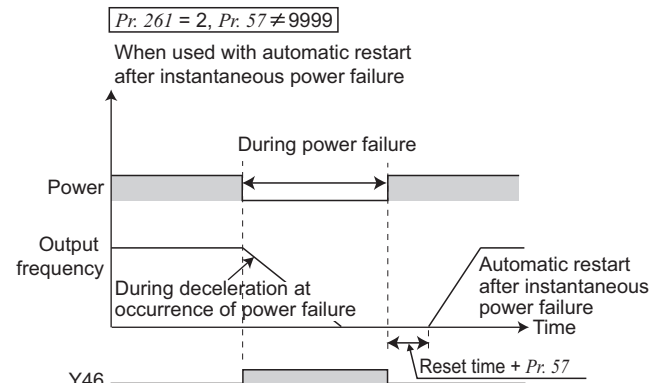 Pr. 261 = 2, Pr. 57 ≠ 9999
When used with automatic restart
after instantaneous power failure
During power failure
Power
Output
frequency
During deceleration at
occurrence of power failure
Automatic restart
after instantaneous
power failure
Time
Reset time + Pr. 57
Y46